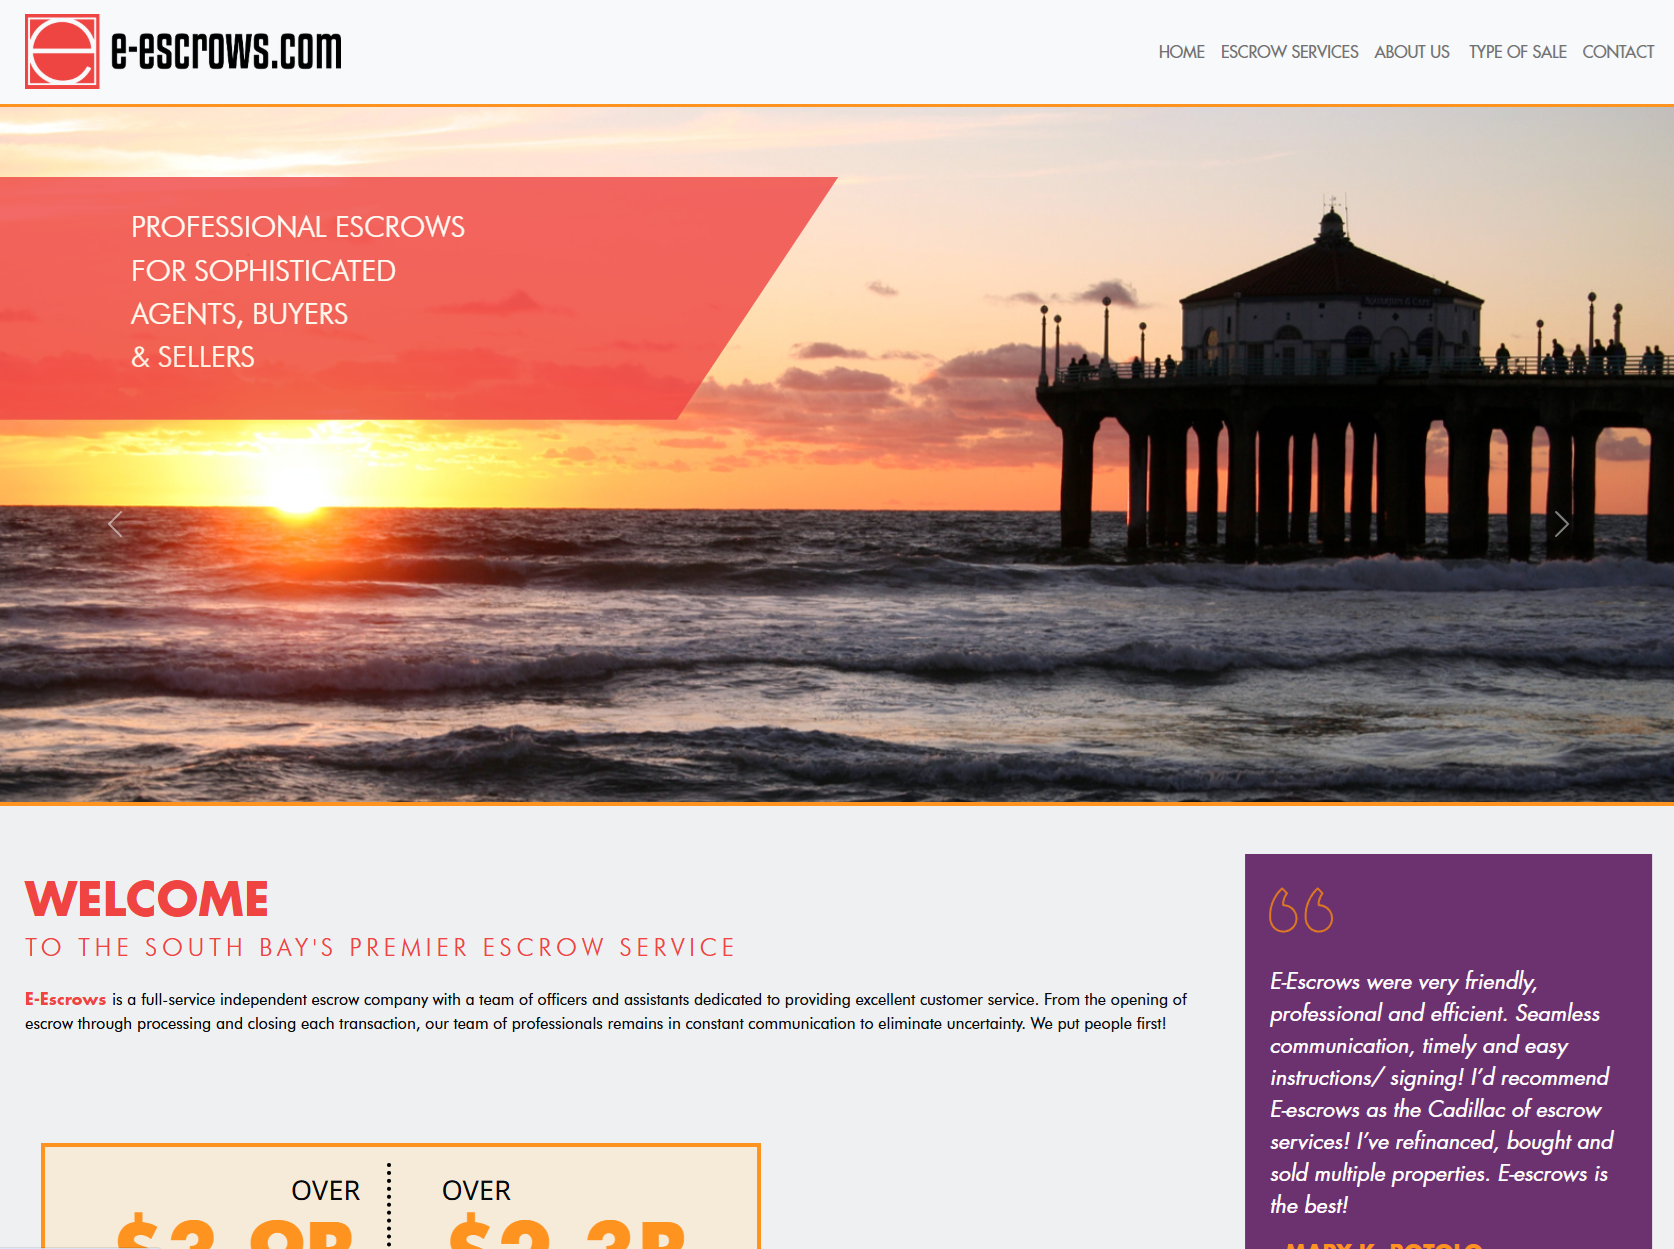 e-escrows.com
HOME ESCROW SERVICES ABOUT US TYPE OF SALE CONTACT
PROFESSIONAL ESCROWS
FOR SOPHISTICATED
AGENTS, BUYERS
& SELLERS
WELCOME
TO THE SOUTH BAY'S PREMIER ESCROW SERVICE
E-Escrows is a full-service independent escrow company with a team of officers and assistants dedicated to providing excellent customer service. From the opening of
escrow through processing and closing each transaction, our team of professionals remains in constant communication to eliminate uncertainty. We put people first!
OVER
OVER
E-Escrows were very friendly,
professional and efficient. Seamless
communication, timely and easy
instructions/ signing! I’d recommend
E-escrows as the Cadillac of escrow
services! I’ve refinanced, bought and
sold multiple properties. E-escrows is
the best!